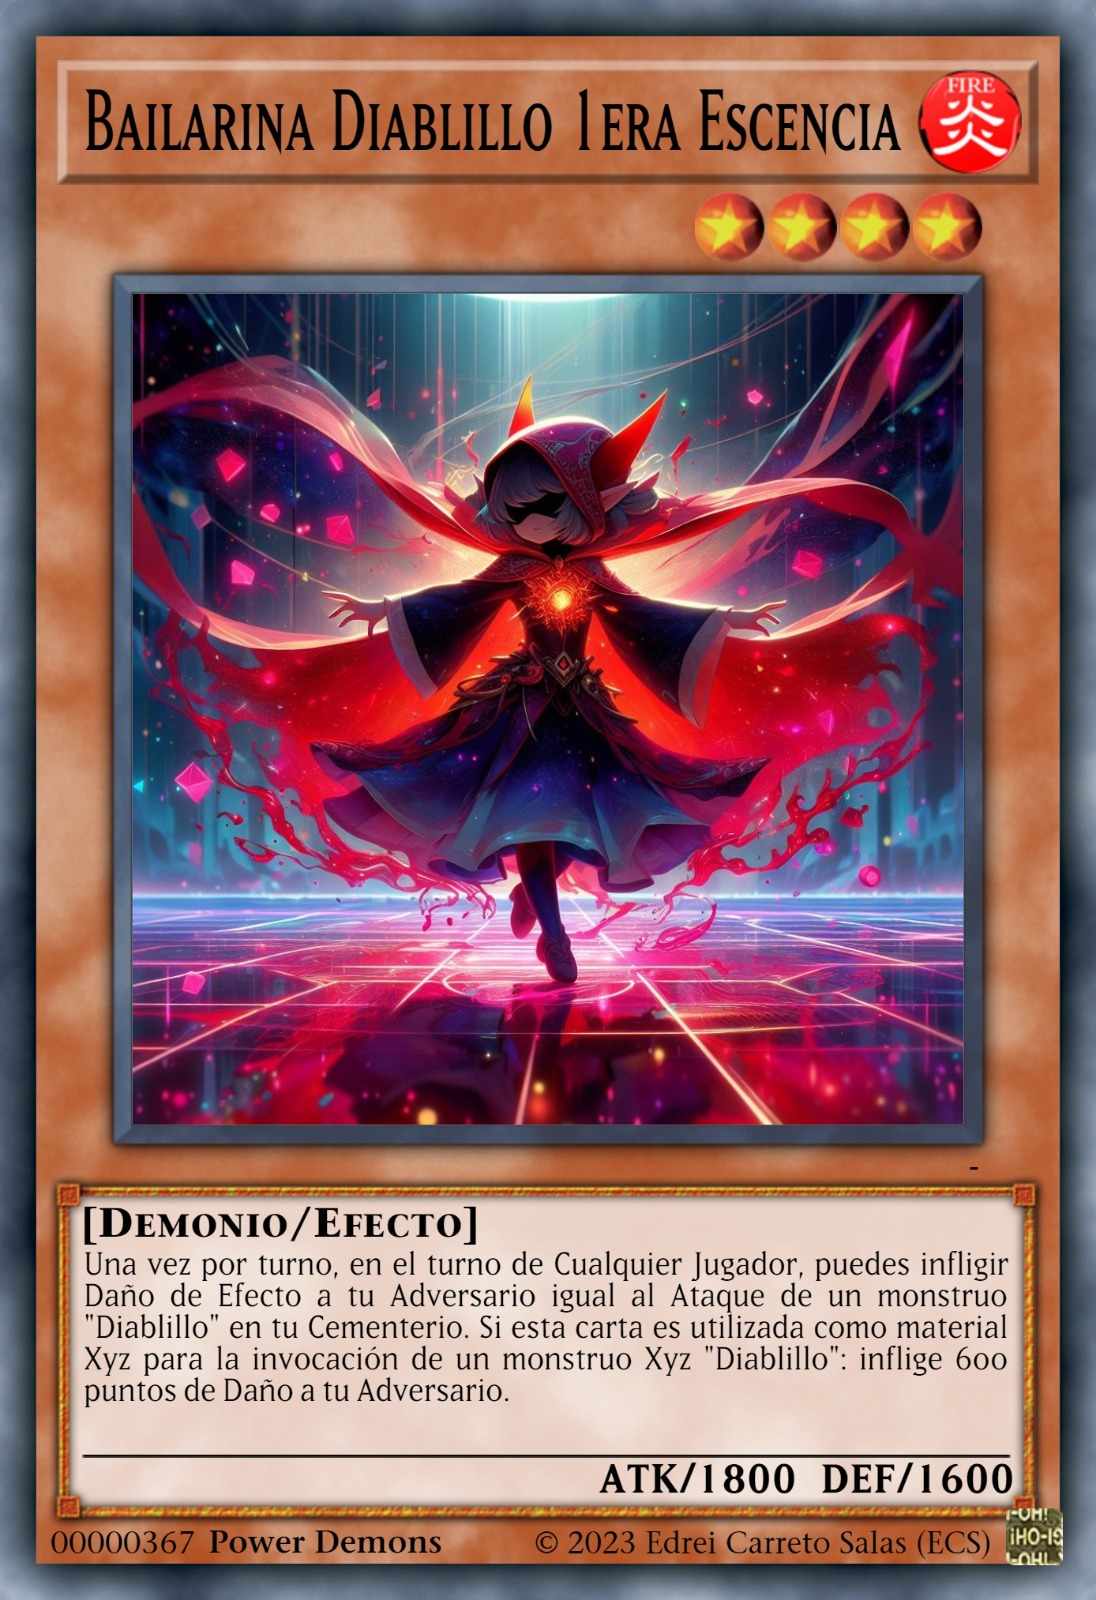 Bailarina Diablillo 1era Escencia
FIRE
炎
-
[Demonio/Efecto]
Una vez por turno, en el turno de Cualquier Jugador, puedes infligir
Daño de Efecto a tu Adversario igual al Ataque de un monstruo
"Diablillo" en tu Cementerio. Si esta carta es utilizada como material
Xyz para la invocación de un monstruo Xyz "Diablillo": inflige 600
puntos de Daño a tu Adversario.
ATK/1800 DEF/1600
00000367 Power Demons © 2023 Edrei Carreto Salas (ECS)